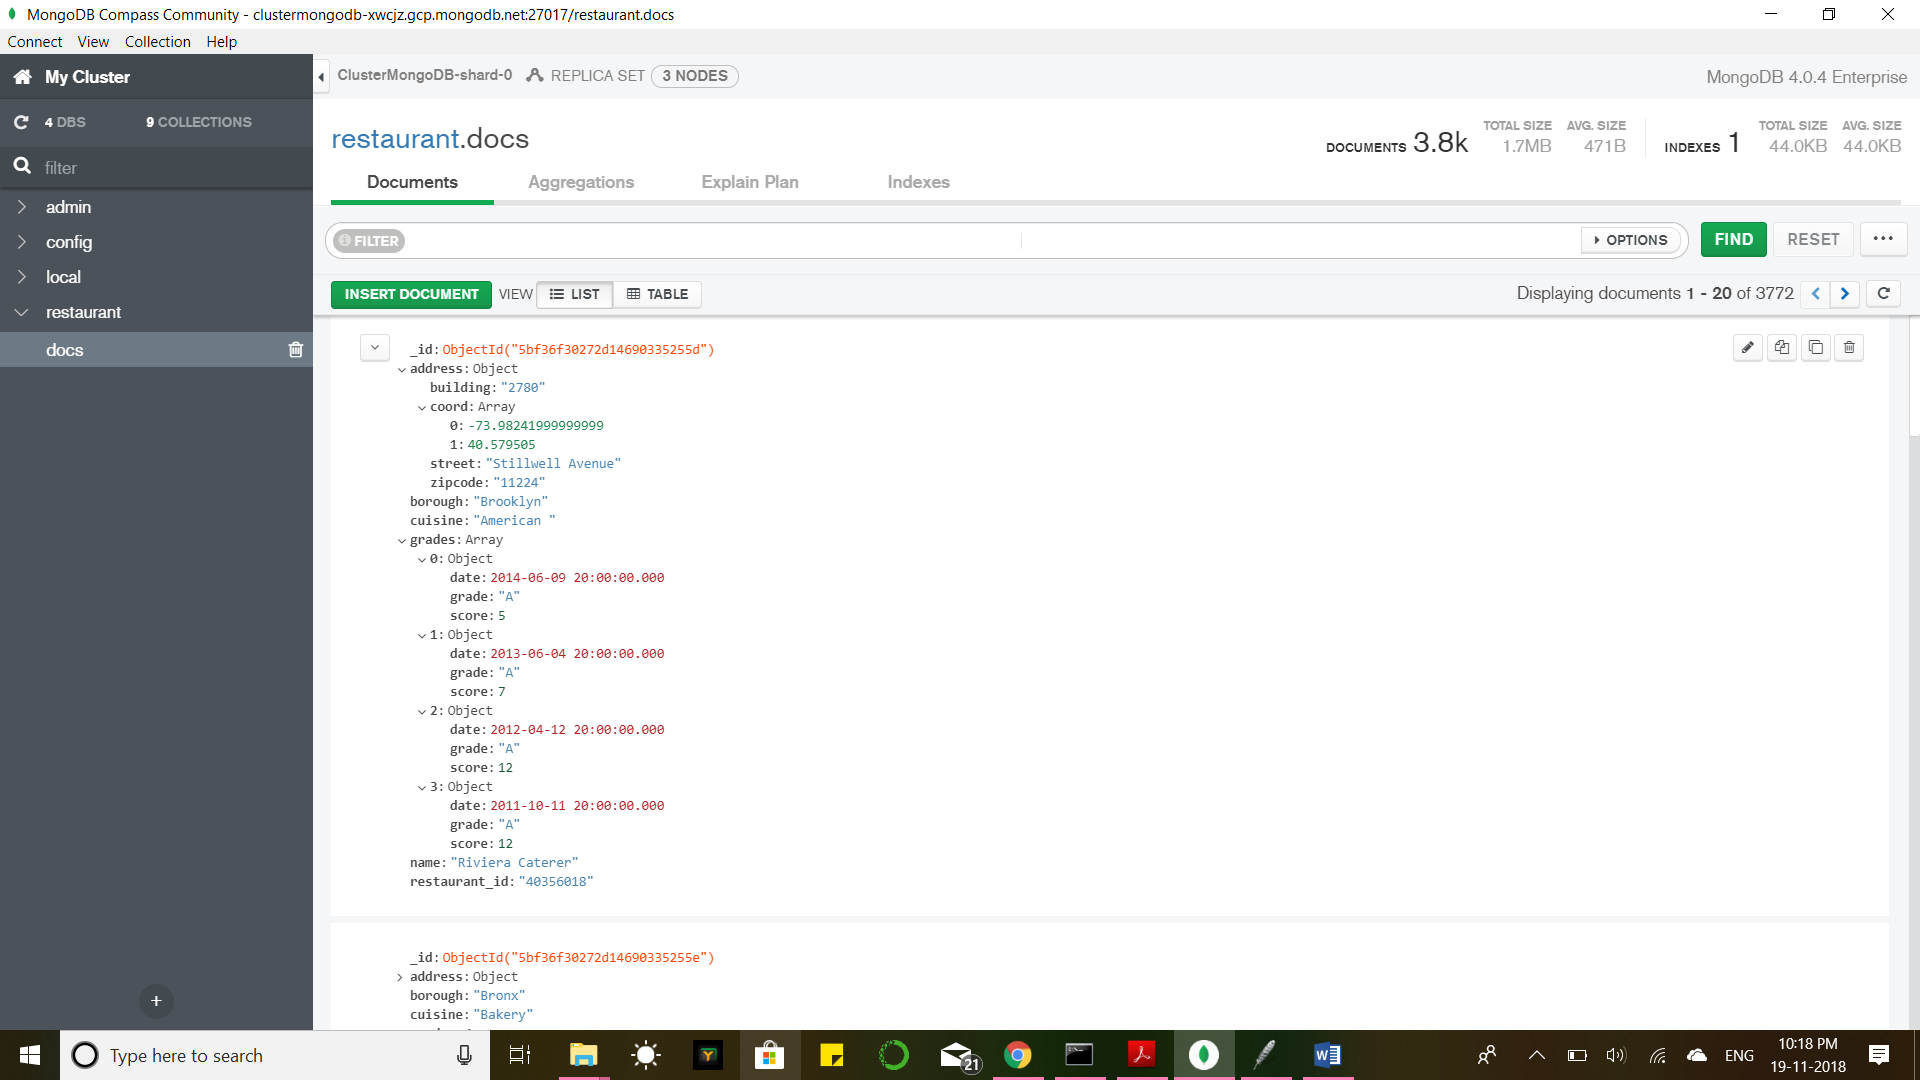 MongoDB Compass Community - clustermongodb-xwcjz.gcp.mongodb.net:27017/restaurant.docs
Connect View Collection Help
My Cluster
4 DBS 9 COLLECTIONS
filter
admin
config
local
restaurant
docs
ClusterMongoDB-shard-0 REPLICA SET 3 NODES
MongoDB 4.0.4 Enterprise
restaurant.docs
DOCUMENTS 3.8k TOTAL SIZE 1.7MB AVG. SIZE 471B INDEXES 1 TOTAL SIZE 44.0KB AVG. SIZE 44.0KB
Documents Aggregations Explain Plan Indexes
FILTER OPTIONS FIND RESET ...
INSERT DOCUMENT VIEW LIST TABLE Displaying documents 1 - 20 of 3772
_id: ObjectId("5bf36f30272d14690335255d")
address: Object
building: "2780"
coord: Array
0: -73.98241999999999
1: 40.579505
street: "Stillwell Avenue"
zipcode: "11224"
borough: "Brooklyn"
cuisine: "American "
grades: Array
0: Object
date: 2014-06-09 20:00:00.000
grade: "A"
score: 5
1: Object
date: 2013-06-04 20:00:00.000
grade: "A"
score: 7
2: Object
date: 2012-04-12 20:00:00.000
grade: "A"
score: 12
3: Object
date: 2011-10-11 20:00:00.000
grade: "A"
score: 12
name: "Riviera Caterer"
restaurant_id: "40356018"
_id: ObjectId("5bf36f30272d14690335255e")
address: Object
borough: "Bronx"
cuisine: "Bakery"
+
Type here to search
21
ENG
10:18 PM
19-11-2018